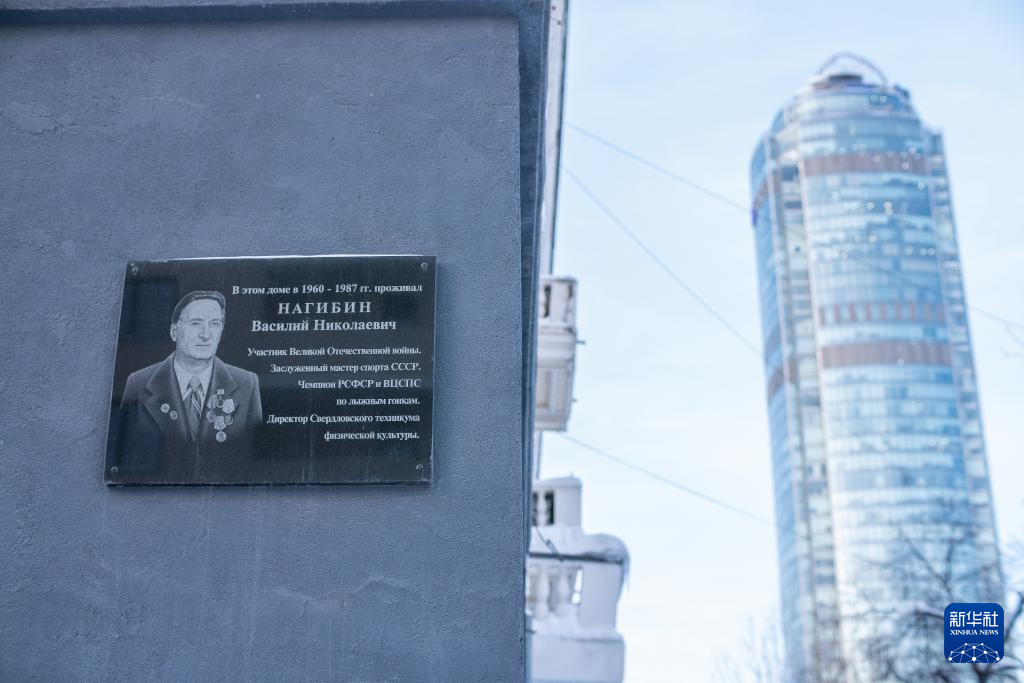 В этом доме в 1960 - 1987 гг. проживал
НАГИБИН
Василий Николаевич
Участник Великой Отечественной войны.
Заслуженный мастер спорта СССР.
Чемпион РСФСР и ВЦСПС
по лыжным гонкам.
Директор Свердловского техникума
физической культуры.
新华社
XINHUA NEWS